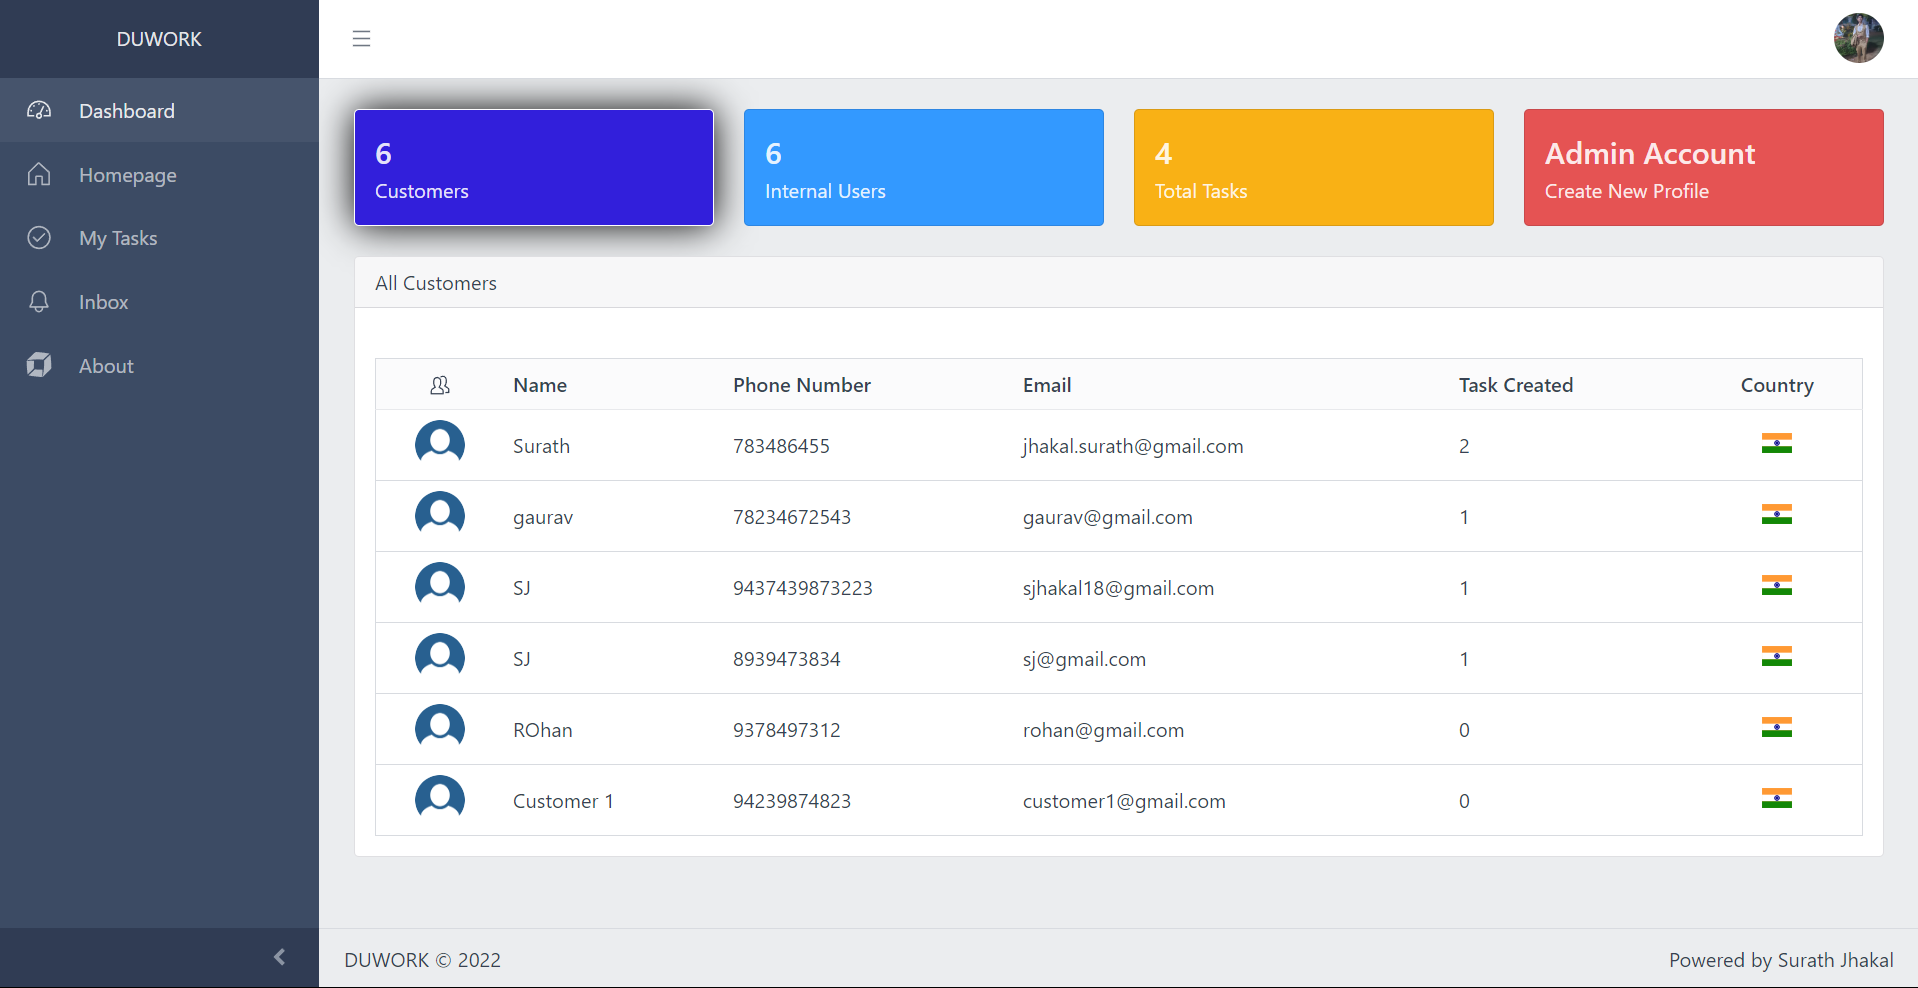 DUWORK
Dashboard
Homepage
My Tasks
Inbox
About
6
Customers
6
Internal Users
4
Total Tasks
Admin Account
Create New Profile
All Customers
Name Phone Number Email Task Created Country
Surath 783486455 jhakal.surath@gmail.com 2
gaurav 78234672543 gaurav@gmail.com 1
SJ 9437439873223 sjhakal18@gmail.com 1
SJ 8939473834 sj@gmail.com 1
ROhan 9378497312 rohan@gmail.com 0
Customer 1 94239874823 customer1@gmail.com 0
DUWORK © 2022
Powered by Surath Jhakal